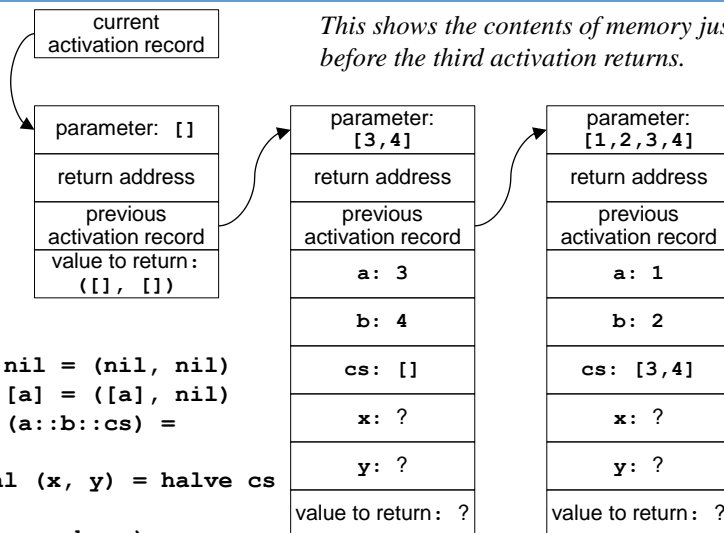 current
activation record
This shows the contents of memory
before the third activation returns.
parameter: []
return address
previous
activation record
value to return:
([], [])
parameter:
[3,4]
return address
previous
activation record
a: 3
b: 4
cs: []
x: ?
y: ?
value to return: ?
parameter:
[1,2,3,4]
return address
previous
activation record
a: 1
b: 2
cs: [3,4]
x: ?
y: ?
value to return: ?
nil = (nil, nil)
[a] = ([a], nil)
(a::b::cs) =
(x, y) = halve cs